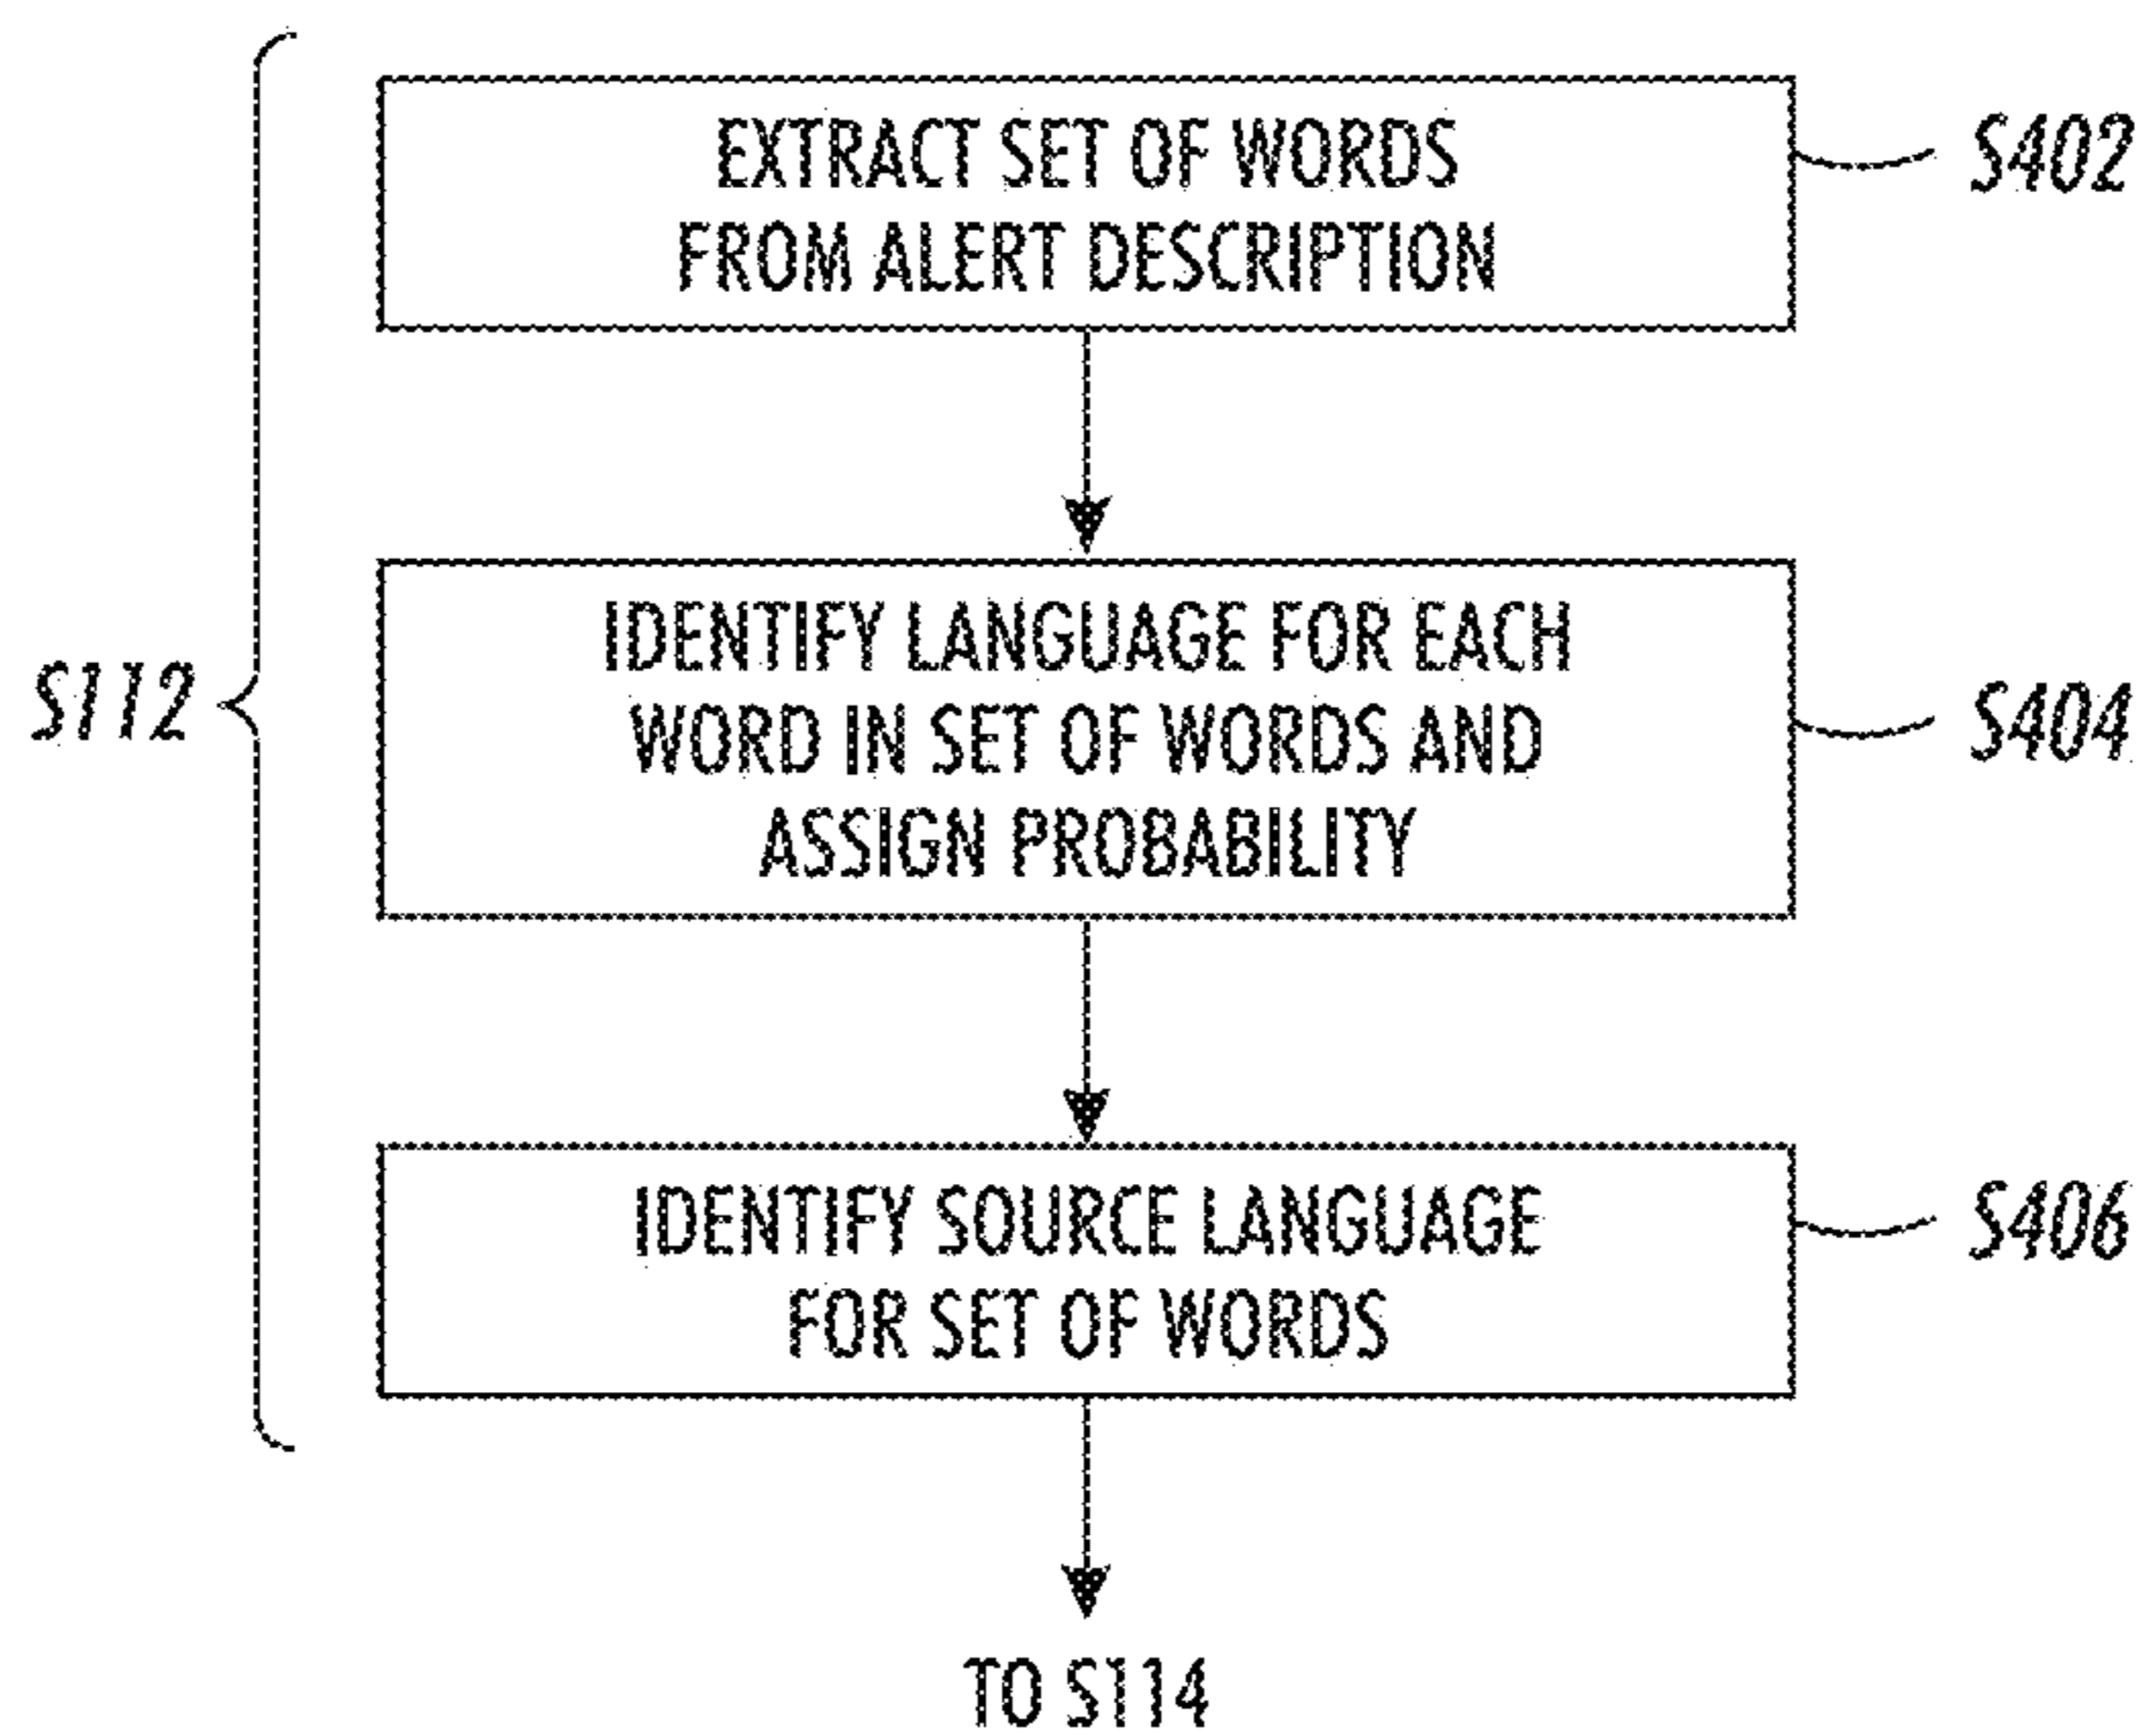 EXTRACT SET OF WORDS
FROM ALERT DESCRIPTION
S402
IDENTIFY LANGUAGE FOR EACH
WORD IN SET OF WORDS AND
ASSIGN PROBABILITY
S404
S112
IDENTIFY SOURCE LANGUAGE
FOR SET OF WORDS
S406
TO S114